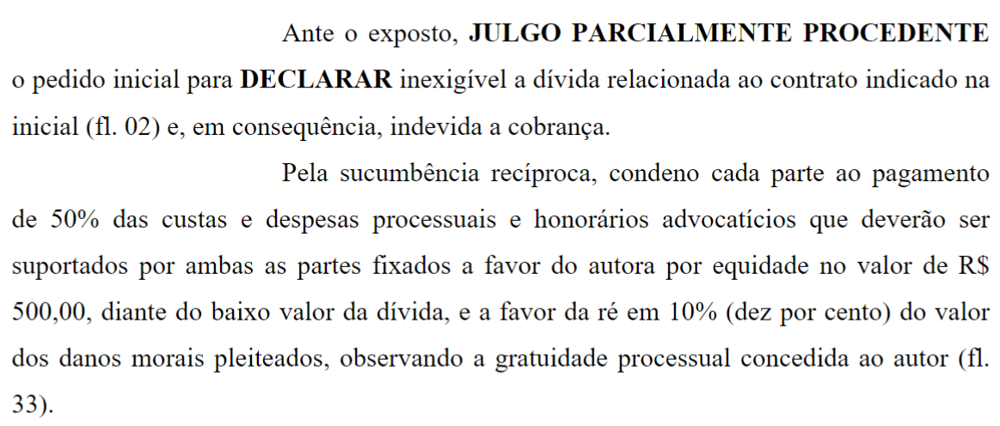 Ante o exposto, JULGO PARCIALMENTE PROCEDENTE
o pedido inicial para DECLARAR inexigível a dívida relacionada ao contrato indicado na
inicial (fl. 02) e, em consequência, indevida a cobrança.
Pela sucumbência recíproca, condeno cada parte ao pagamento
de 50% das custas e despesas processuais e honorários advocatícios que deverão ser
suportados por ambas as partes fixados a favor do autora por equidade no valor de R$
500,00, diante do baixo valor da dívida, e a favor da ré em 10% (dez por cento) do valor
dos danos morais pleiteados, observando a gratuidade processual concedida ao autor (fl.
33).